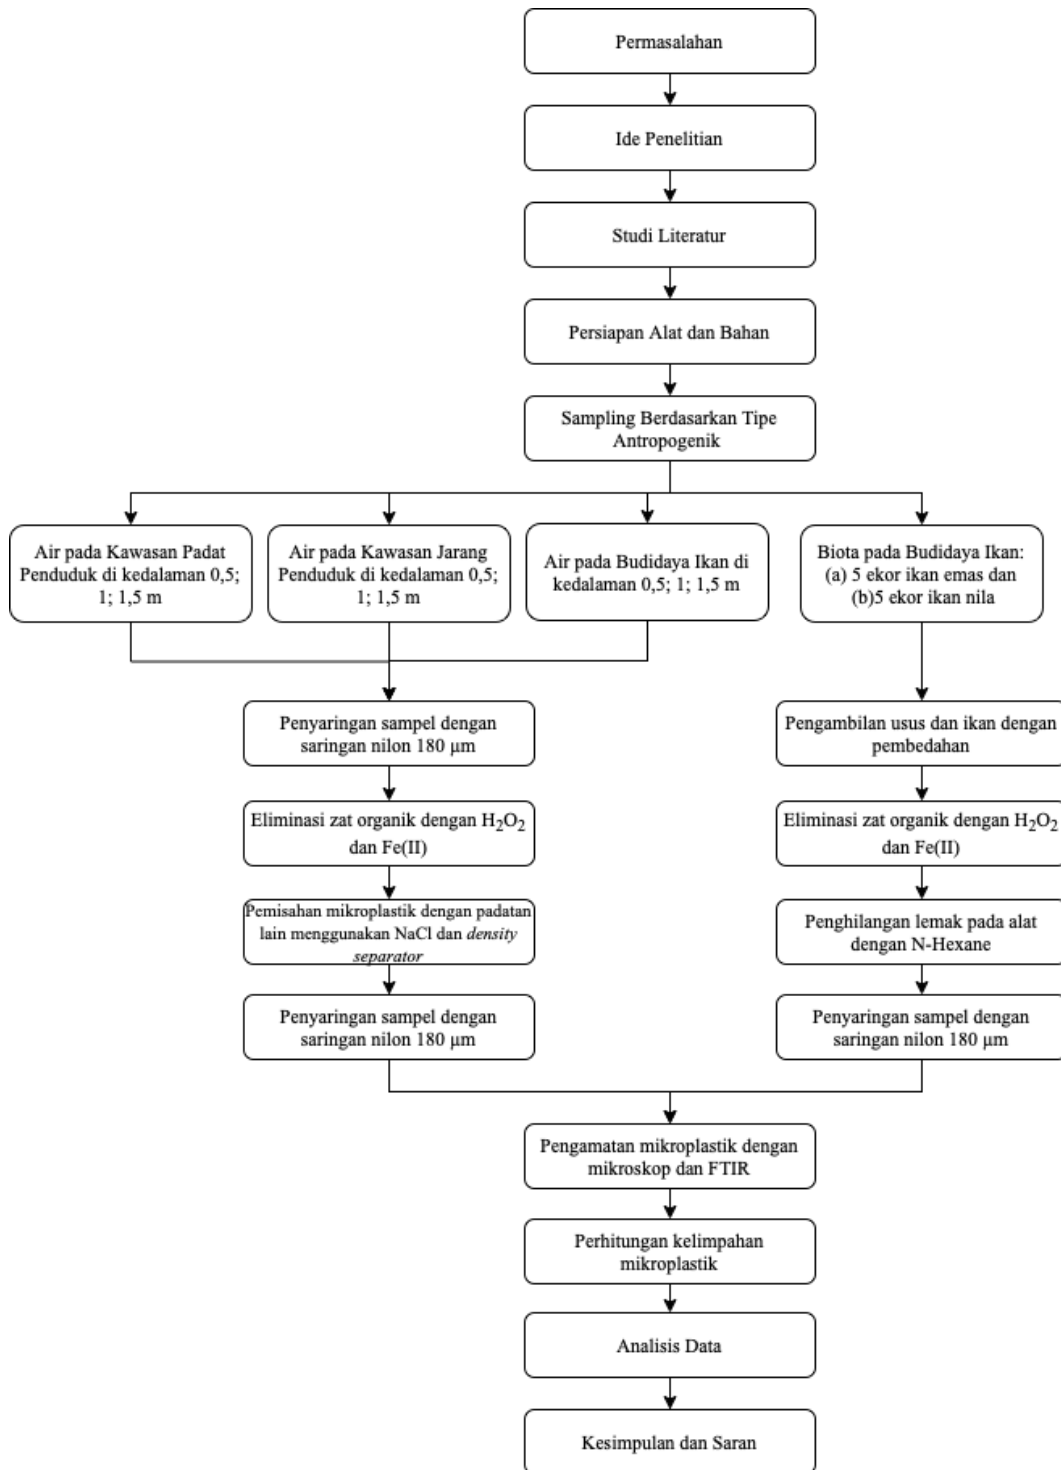 Permasalahan
Ide Penelitian
Studi Literatur
Persiapan Alat dan Bahan
Sampling Berdasarkan Tipe
Antropogenik
Air pada Kawasan Padat
Penduduk di kedalaman 0,5;
1; 1,5 m
Air pada Kawasan Jarang
Penduduk di kedalaman 0,5;
1; 1,5 m
Air pada Budidaya Ikan di
kedalaman 0,5; 1; 1,5 m
Biota pada Budidaya Ikan:
(a) 5 ekor ikan emas dan
(b)5 ekor ikan nila
Penyaringan sampel dengan
saringan nilon 180 μm
Pengambilan usus dan ikan dengan
pembedahan
Eliminasi zat organik dengan H₂O₂
dan Fe(II)
Eliminasi zat organik dengan H₂O₂
dan Fe(II)
Pemisahan mikroplastik dengan padatan
lain menggunakan NaCl dan density
separator
Penghilangan lemak pada alat
dengan N-Hexane
Penyaringan sampel dengan
saringan nilon 180 μm
Penyaringan sampel dengan
saringan nilon 180 μm
Pengamatan mikroplastik dengan
mikroskop dan FTIR
Perhitungan kelimpahan
mikroplastik
Analisis Data
Kesimpulan dan Saran